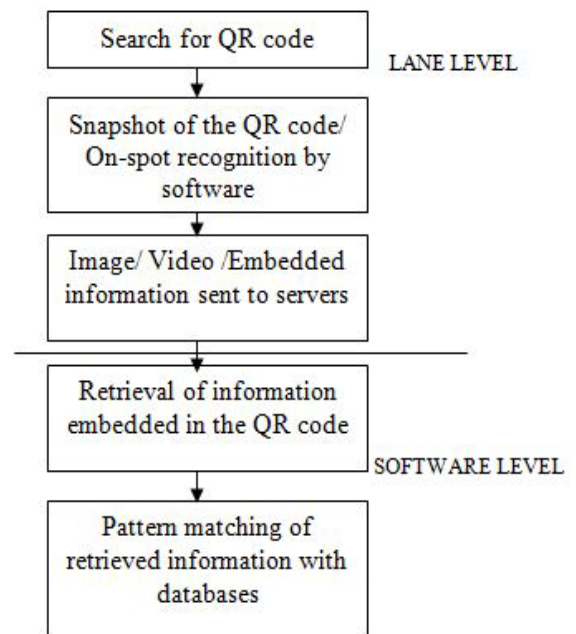 Search for QR code
LANE LEVEL
Snapshot of the QR code/
On-spot recognition by
software
Image/ Video /Embedded
information sent to servers
Retrieval of information
embedded in the QR code
SOFTWARE LEVEL
Pattern matching of
retrieved information with
databases